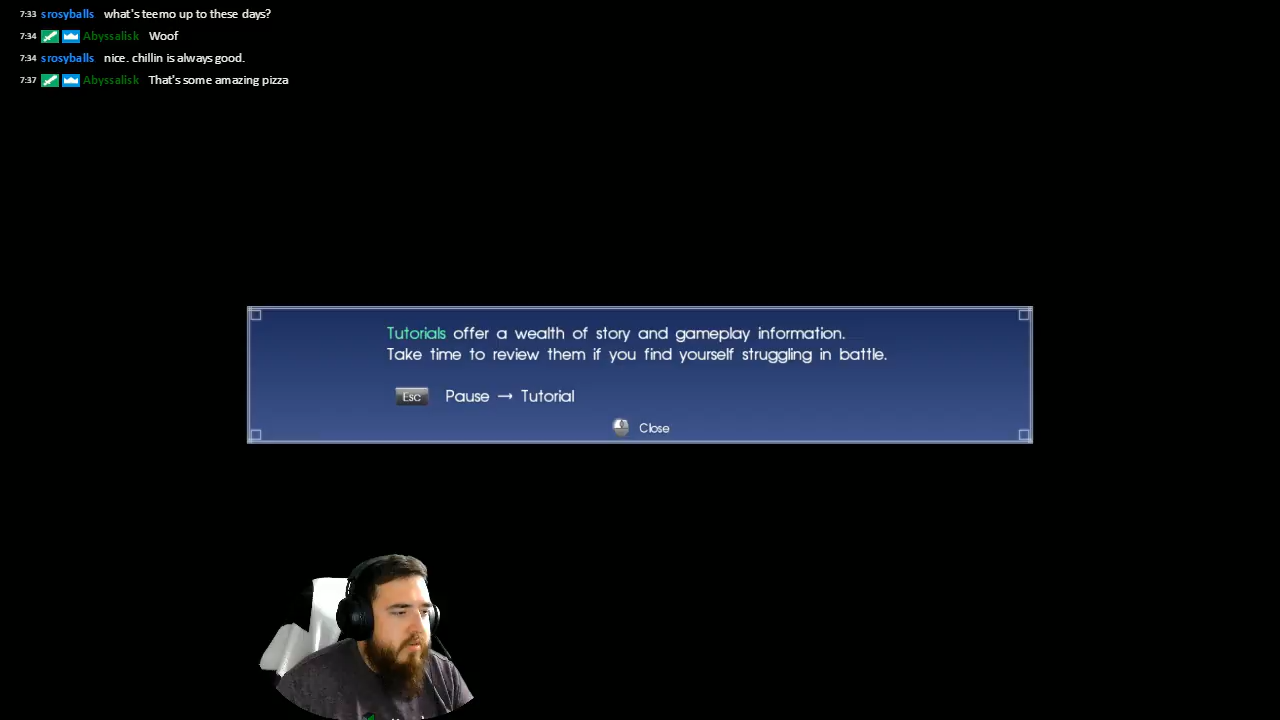 7:33 srosyballs what's teemo up to these days?
7:34 Abyssalisk Woof
7:34 srosyballs nice. chillin is always good.
7:37 Abyssalisk That's some amazing pizza
Tutorials offer a wealth of story and gameplay information.
Take time to review them if you find yourself struggling in battle.
Esc Pause → Tutorial
Close